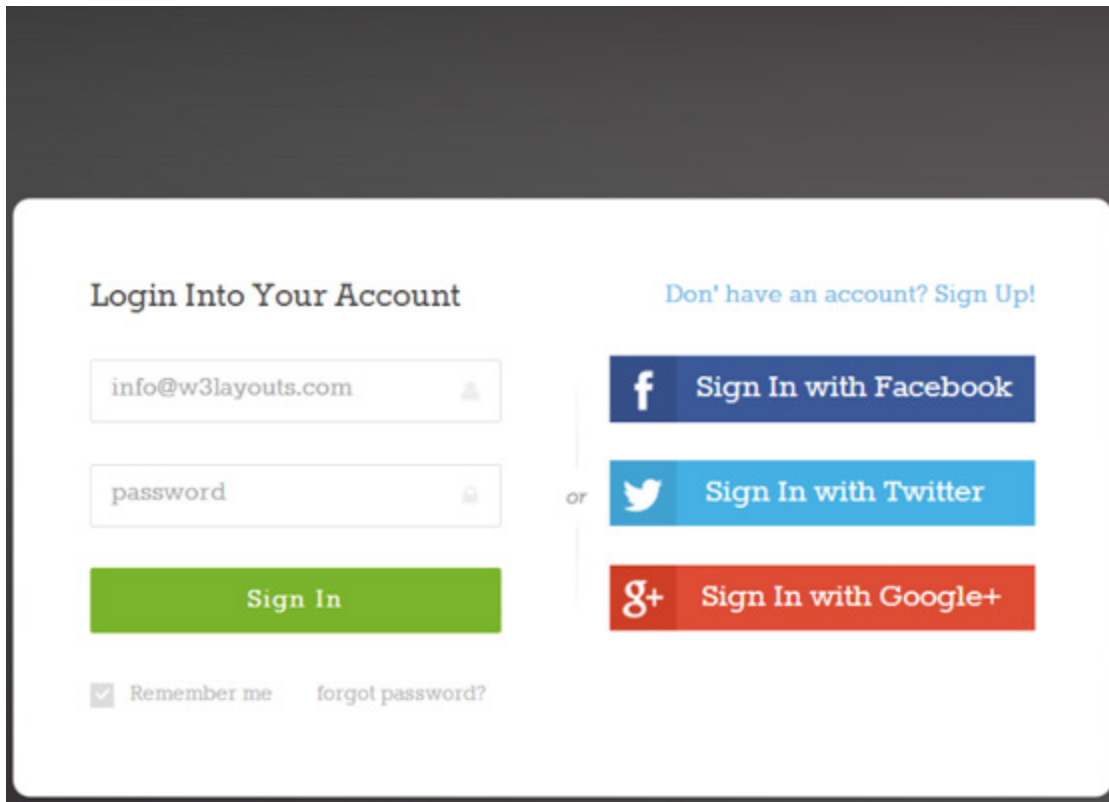 Login Into Your Account
Don' have an account? Sign Up!
info@w3layouts.com
password
Sign In
Remember me
forgot password?
or
f
Sign In with Facebook
Sign In with Twitter
g+
Sign In with Google+